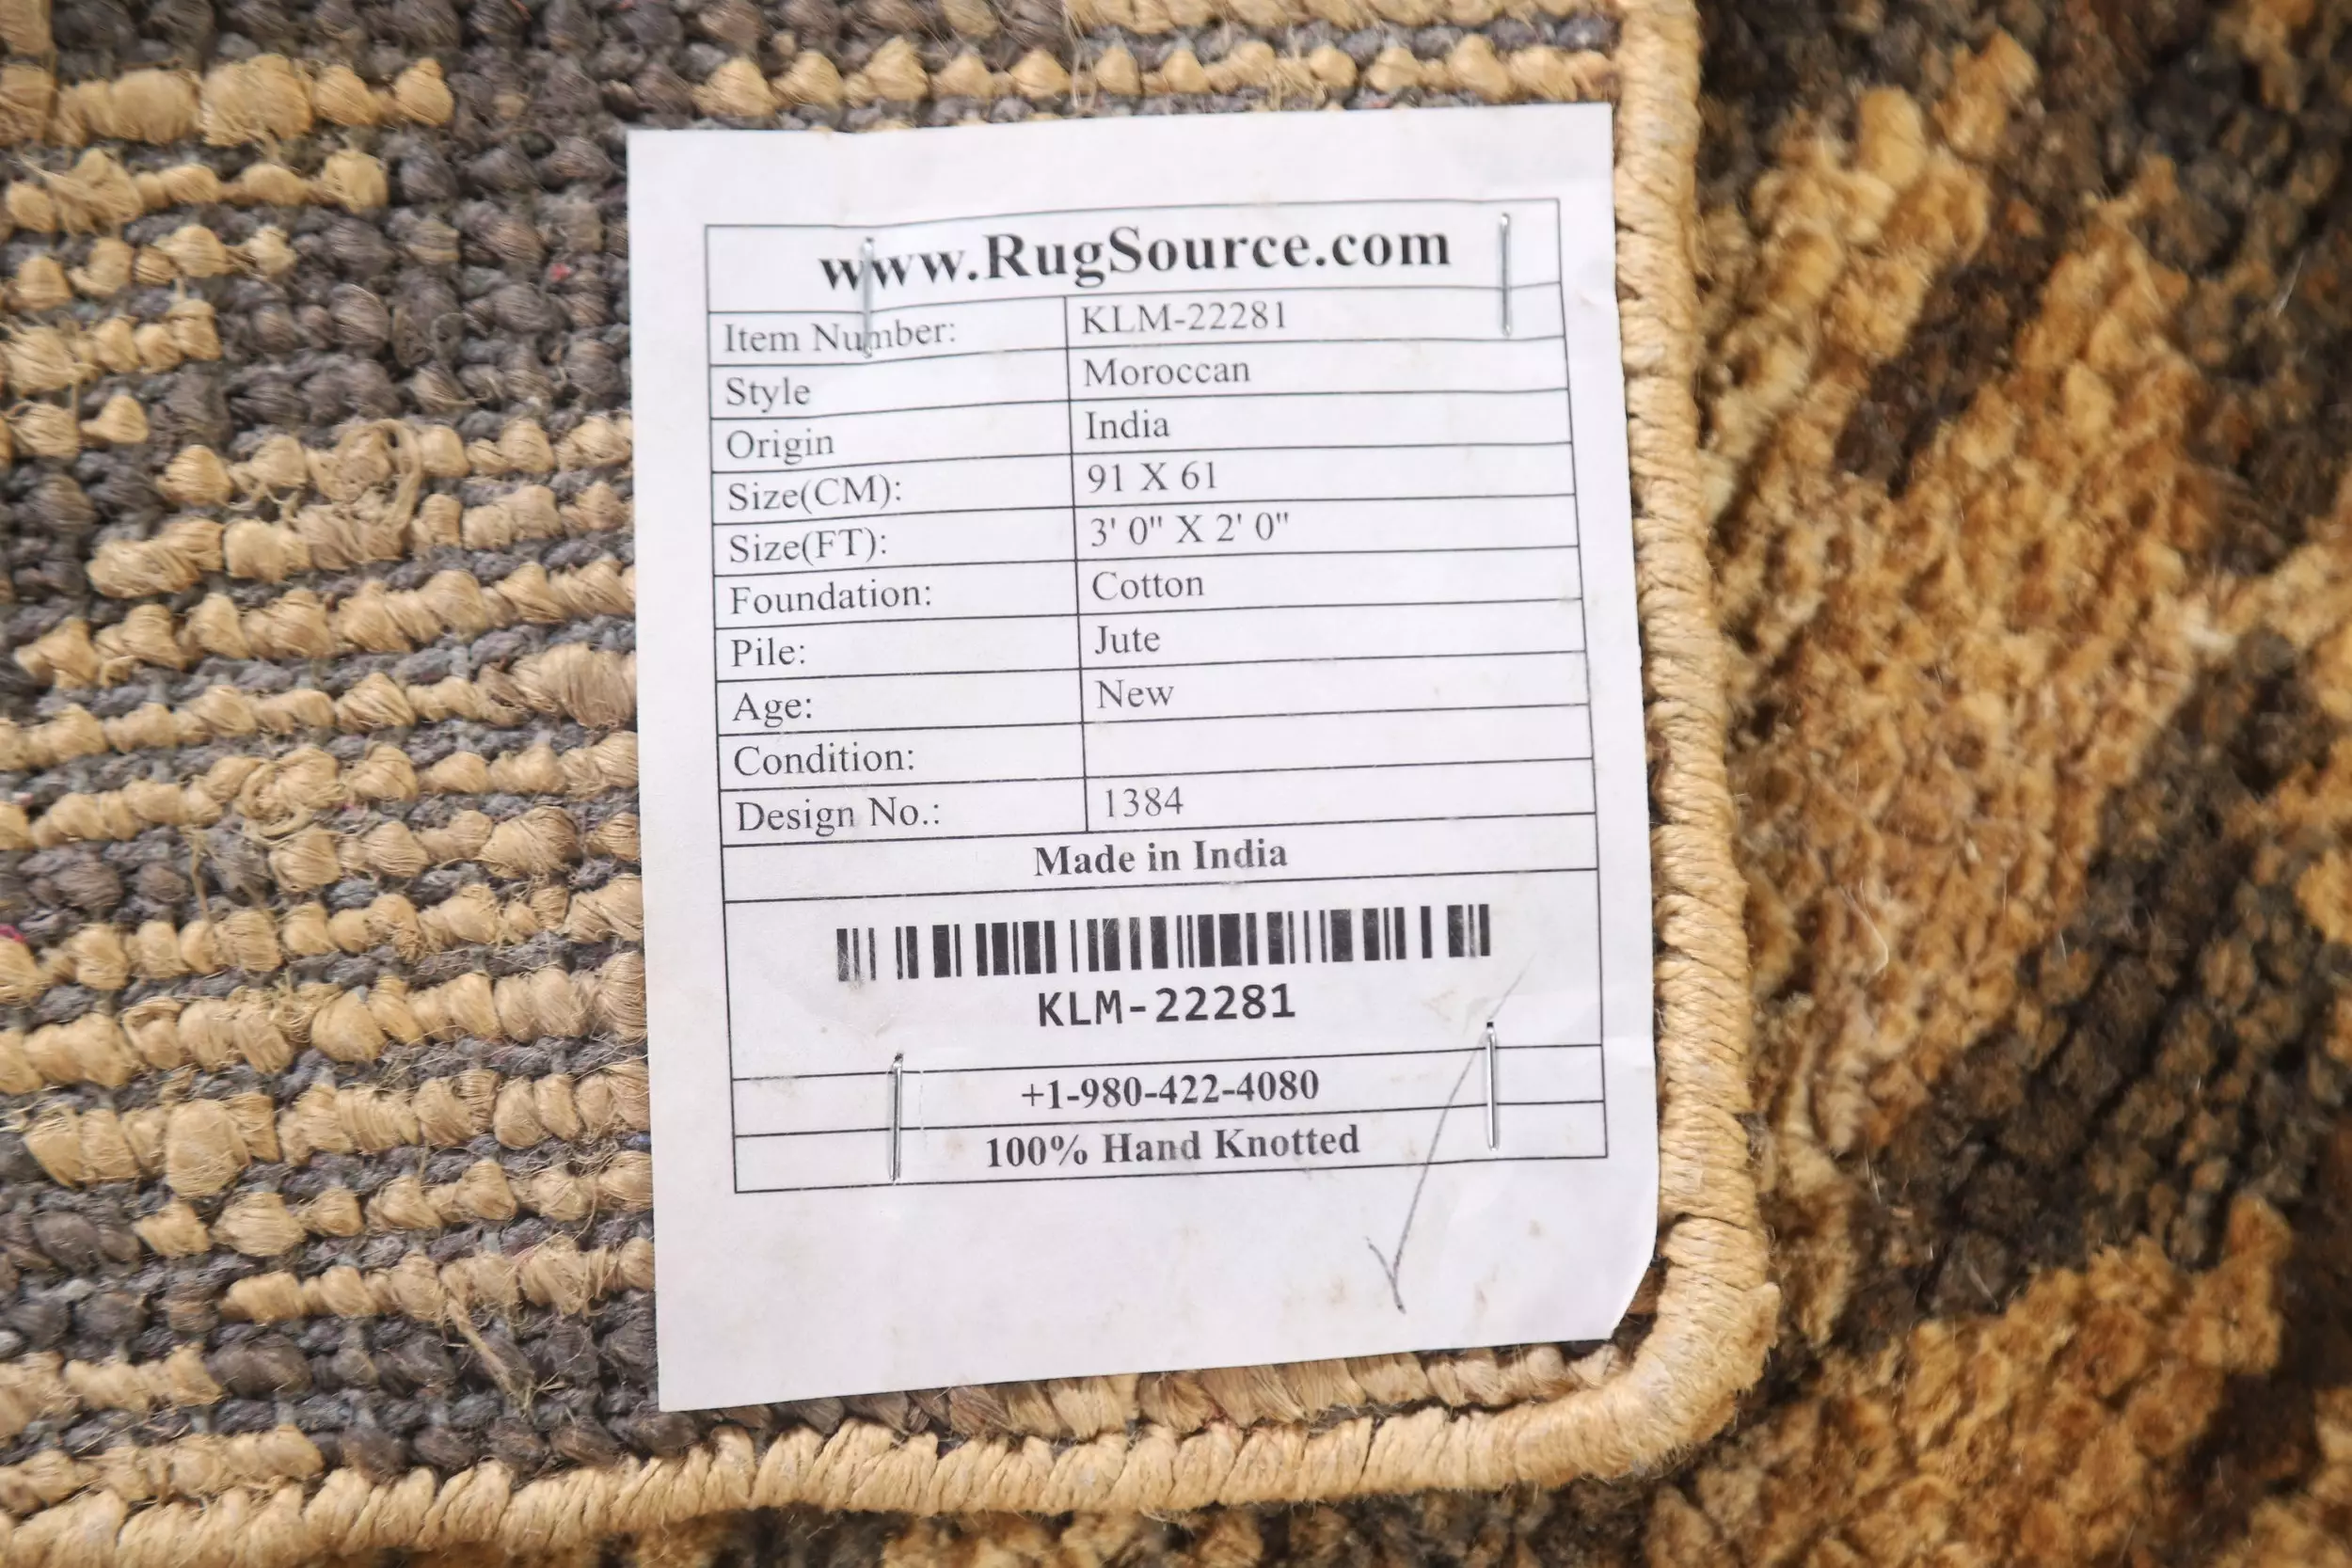 www.RugSource.com
Item Number: KLM-22281
Style Moroccan
Origin India
Size(CM): 91 X 61
Size(FT): 3' 0" X 2' 0"
Foundation: Cotton
Pile: Jute
Age: New
Condition:
Design No.: 1384
Made in India
KLM-22281
+1-980-422-4080
100% Hand Knotted